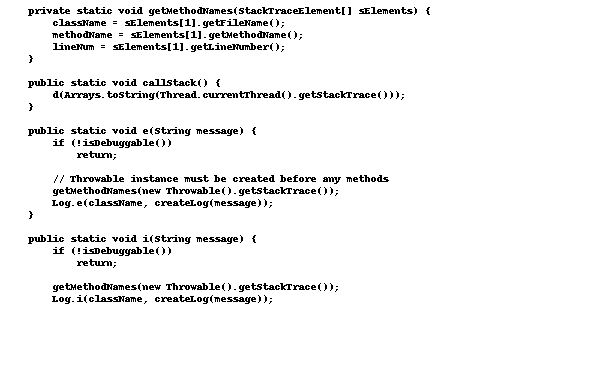 private static void getMethodNames(StackTraceElement[] sElements) {
    className = sElements[1].getFileName();
    methodName = sElements[1].getMethodName();
    lineNum = sElements[1].getLineNumber();
}

public static void callStack() {
    d(Arrays.toString(Thread.currentThread().getStackTrace()));
}

public static void e(String message) {
    if (!isDebuggable())
        return;

    // Throwable instance must be created before any methods
    getMethodNames(new Throwable().getStackTrace());
    Log.e(className, createLog(message));
}

public static void i(String message) {
    if (!isDebuggable())
        return;

    getMethodNames(new Throwable().getStackTrace());
    Log.i(className, createLog(message));